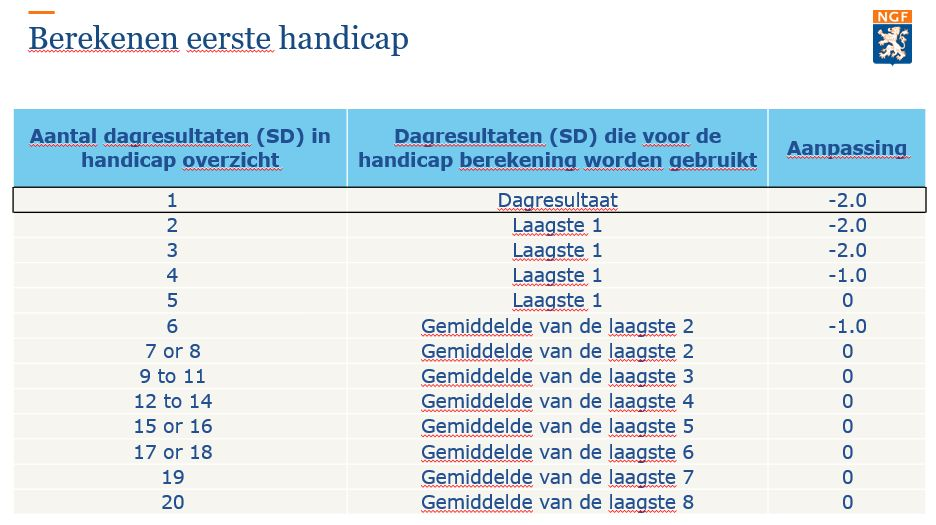 Berekenen eerste handicap
NGF
Aantal dagresultaten (SD) in
handicap overzicht
Dagresultaten (SD) die voor de
handicap berekening worden gebruikt
Aanpassing
1 Dagresultaat -2.0
2 Laagste 1 -2.0
3 Laagste 1 -2.0
4 Laagste 1 -1.0
5 Laagste 1 0
6 Gemiddelde van de laagste 2 -1.0
7 or 8 Gemiddelde van de laagste 2 0
9 to 11 Gemiddelde van de laagste 3 0
12 to 14 Gemiddelde van de laagste 4 0
15 or 16 Gemiddelde van de laagste 5 0
17 or 18 Gemiddelde van de laagste 6 0
19 Gemiddelde van de laagste 7 0
20 Gemiddelde van de laagste 8 0